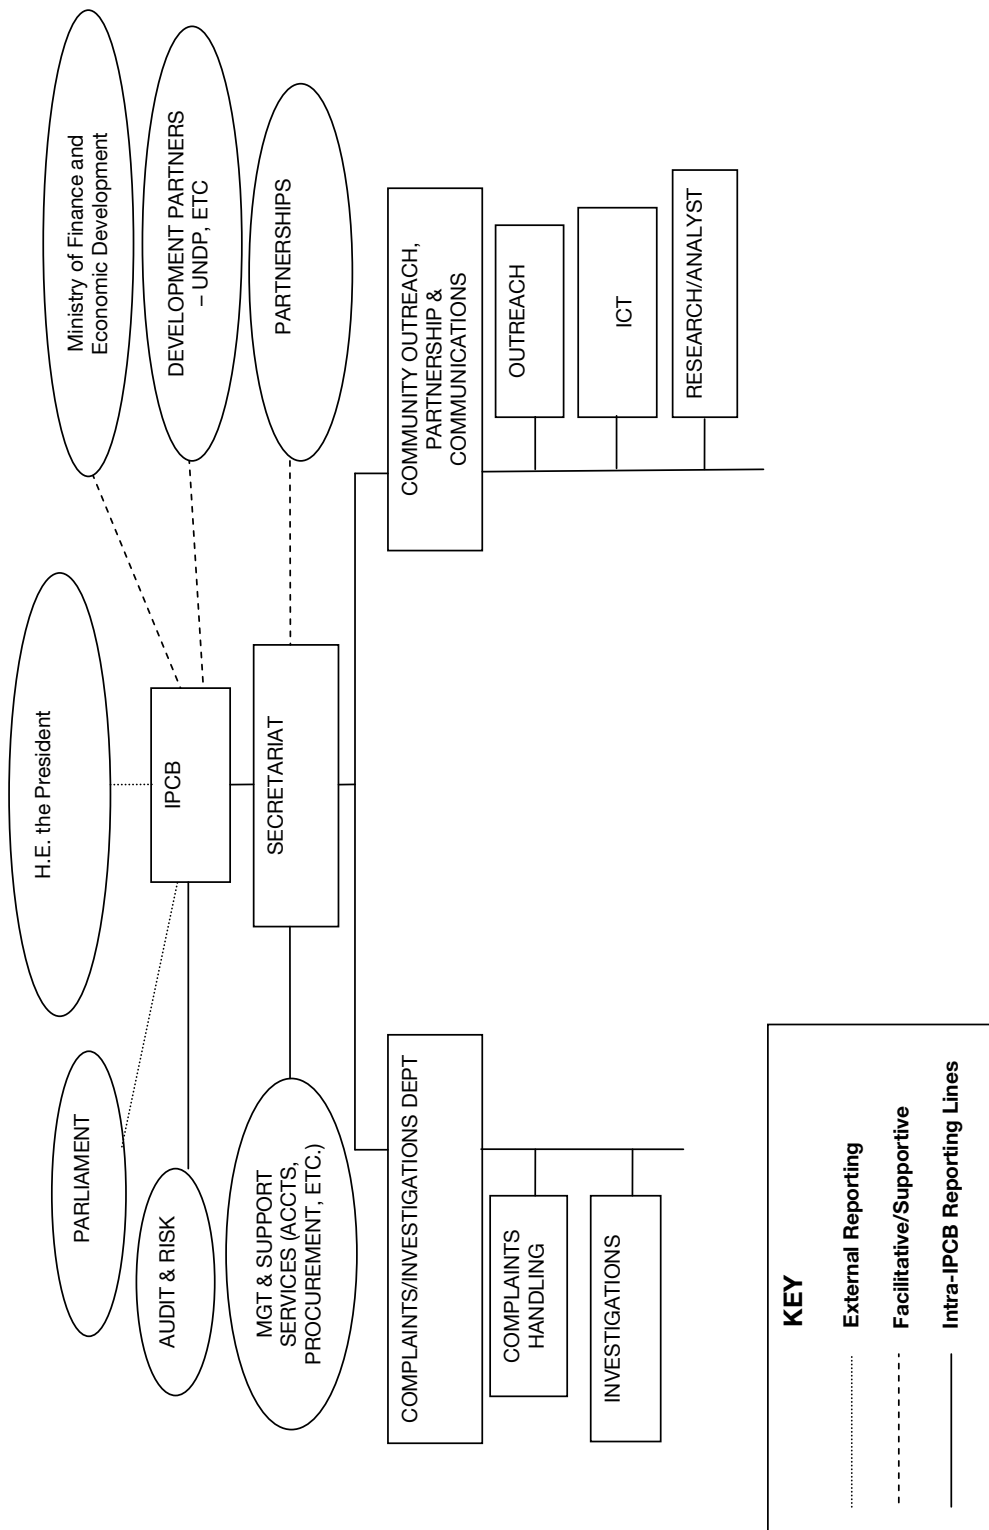 H.E. the President
PARLIAMENT
Ministry of Finance and
Economic Development
AUDIT & RISK
IPCB
DEVELOPMENT PARTNERS
– UNDP, ETC
MGT & SUPPORT
SERVICES (ACCTS,
PROCUREMENT, ETC.)
SECRETARIAT
PARTNERSHIPS
COMPLAINTS/INVESTIGATIONS DEPT
COMMUNITY OUTREACH,
PARTNERSHIP &
COMMUNICATIONS
COMPLAINTS
HANDLING
OUTREACH
INVESTIGATIONS
ICT
RESEARCH/ANALYST
KEY
External Reporting
Facilitative/Supportive
Intra-IPCB Reporting Lines